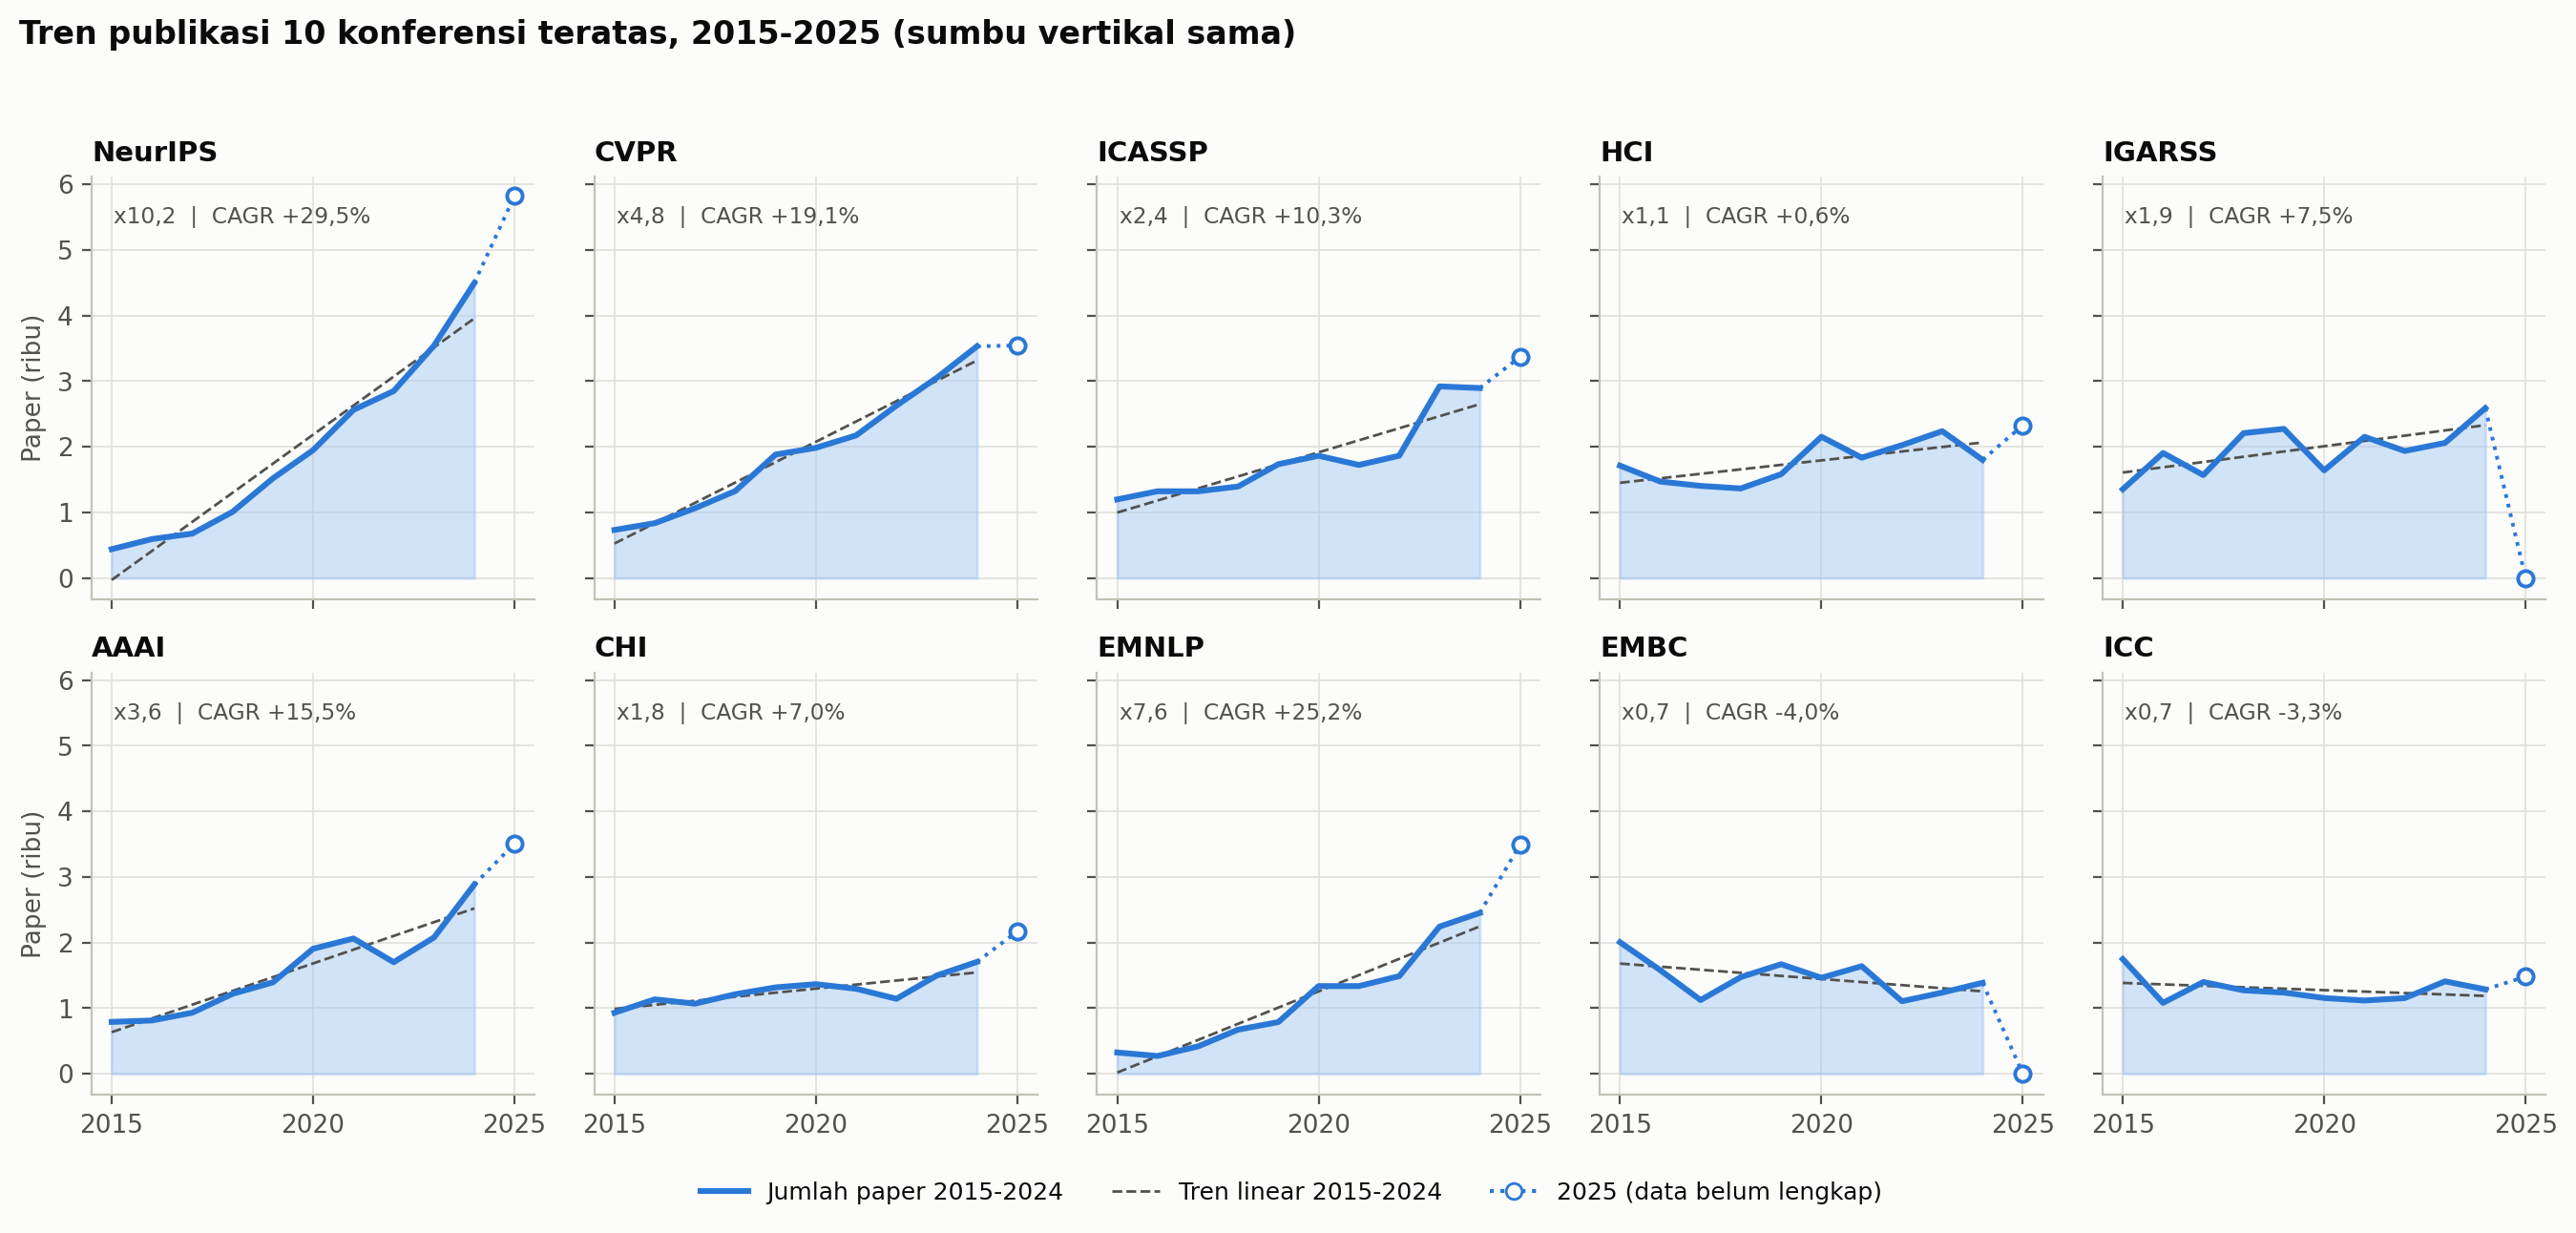 Tren publikasi 10 konferensi teratas, 2015-2025 (sumbu vertikal sama)
NeurIPS
CVPR
ICASSP
HCI
IGARSS
x10,2 | CAGR +29,5%
x4,8 | CAGR +19,1%
x2,4 | CAGR +10,3%
x1,1 | CAGR +0,6%
x1,9 | CAGR +7,5%
Paper (ribu)
6
5
4
3
2
1
0
AAAI
CHI
EMNLP
EMBC
ICC
x3,6 | CAGR +15,5%
x1,8 | CAGR +7,0%
x7,6 | CAGR +25,2%
x0,7 | CAGR -4,0%
x0,7 | CAGR -3,3%
Paper (ribu)
6
5
4
3
2
1
0
2015 2020 2025
2015 2020 2025
2015 2020 2025
2015 2020 2025
2015 2020 2025
Jumlah paper 2015-2024
Tren linear 2015-2024
2025 (data belum lengkap)